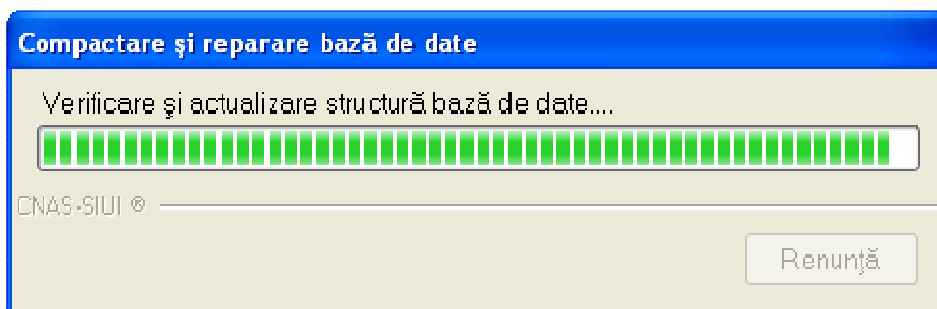 Compactare şi reparare bază de date
Verificare şi actualizare structură bază de date....
CNAS-SIUI ®
Renunţă